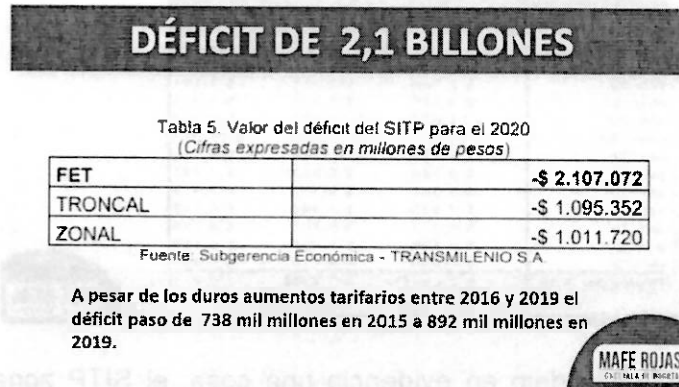 DÉFICIT DE 2,1 BILLONES
Tabla 5. Valor del déficit del SITP para el 2020
(Cifras expresadas en millones de pesos)
FET -$ 2.107.072
TRONCAL -$ 1.095.352
ZONAL -$ 1.011.720
Fuente: Subgerencia Económica - TRANSMILENIO S.A.
A pesar de los duros aumentos tarifarios entre 2016 y 2019 el
déficit paso de 738 mil millones en 2015 a 892 mil millones en
2019.
MAFE ROJAS
CONCEJALA DE BOGOTÁ